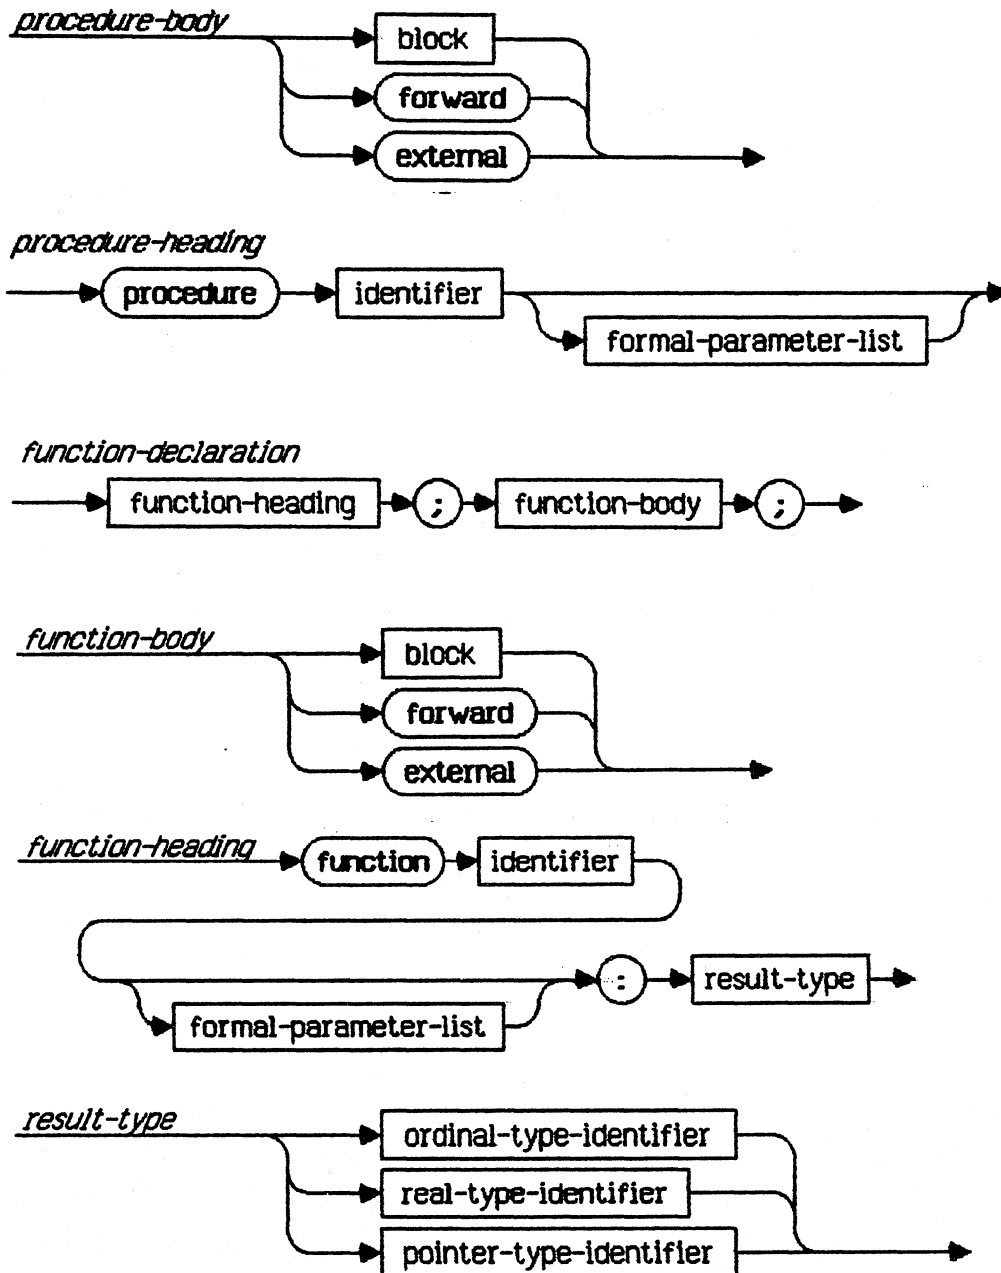 procedure-body
block
forward
external
procedure-heading
procedure identifier
formal-parameter-list
function-declaration
function-heading ; function-body ;
function-body
block
forward
external
function-heading function identifier
: result-type
formal-parameter-list
result-type
ordinal-type-identifier
real-type-identifier
pointer-type-identifier